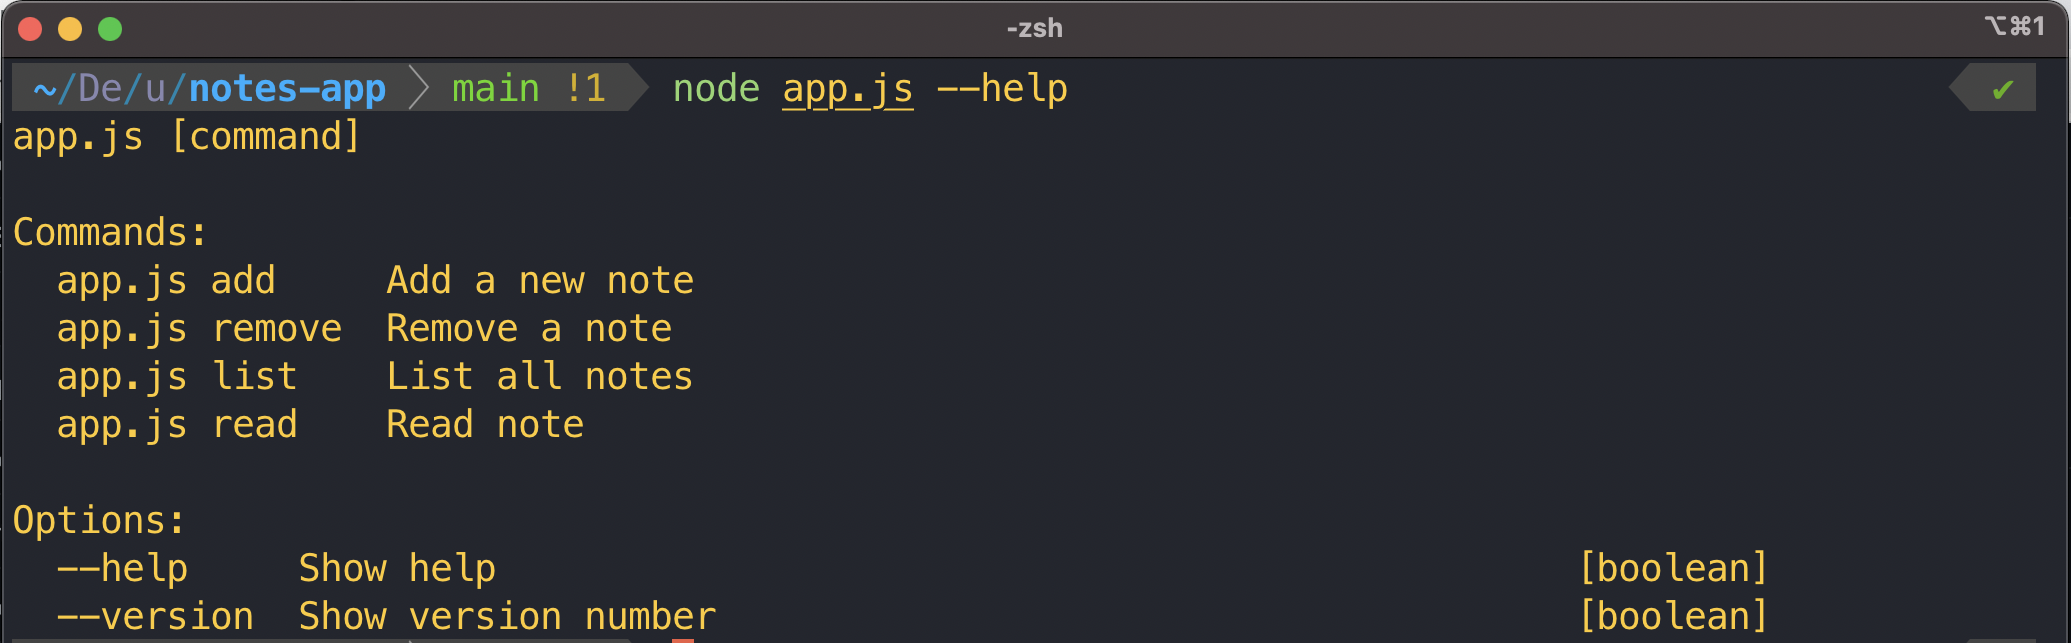 -zsh ⌥⌘1
~/De/u/notes-app main !1 node app.js --help ✔
app.js [command]
Commands:
app.js add Add a new note
app.js remove Remove a note
app.js list List all notes
app.js read Read note
Options:
--help Show help [boolean]
--version Show version number [boolean]